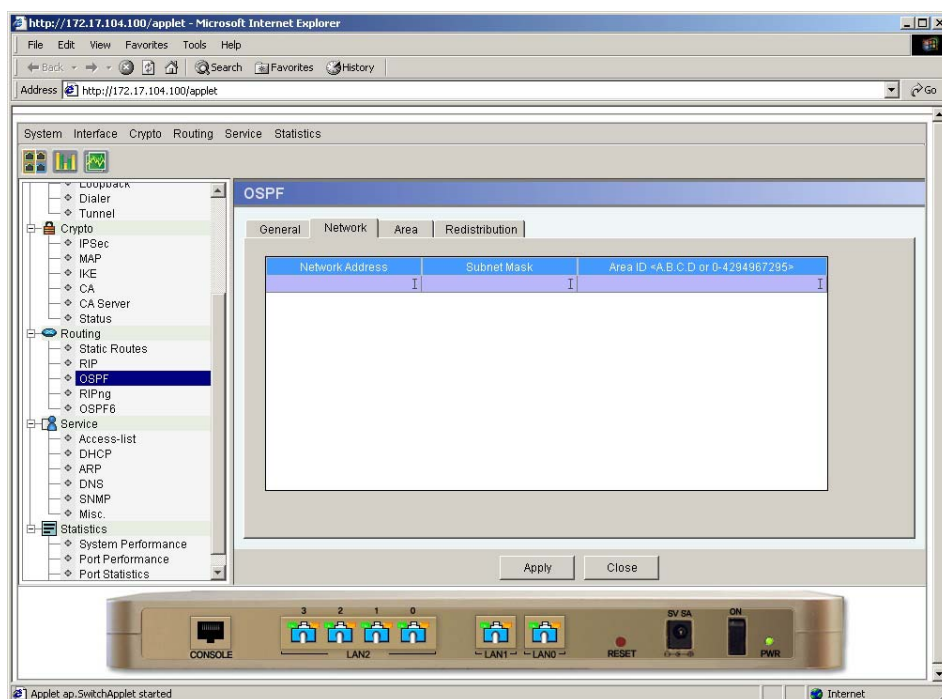 http://172.17.104.100/applet - Microsoft Internet Explorer
File Edit View Favorites Tools Help
Back Search Favorites History
Address http://172.17.104.100/applet Go
System Interface Crypto Routing Service Statistics
Loopback
Dialer
Tunnel
Crypto
IPSec
MAP
IKE
CA
CA Server
Status
Routing
Static Routes
RIP
OSPF
RIPng
OSPF6
Service
Access-list
DHCP
ARP
DNS
SNMP
Misc.
Statistics
System Performance
Port Performance
Port Statistics
OSPF
General Network Area Redistribution
Network Address Subnet Mask Area ID <A.B.C.D or 0-4294967295>
Apply Close
3 2 1 0
CONSOLE LAN2 LAN1 LAN0 RESET 5V 5A ON PWR
Applet ap.SwitchApplet started Internet